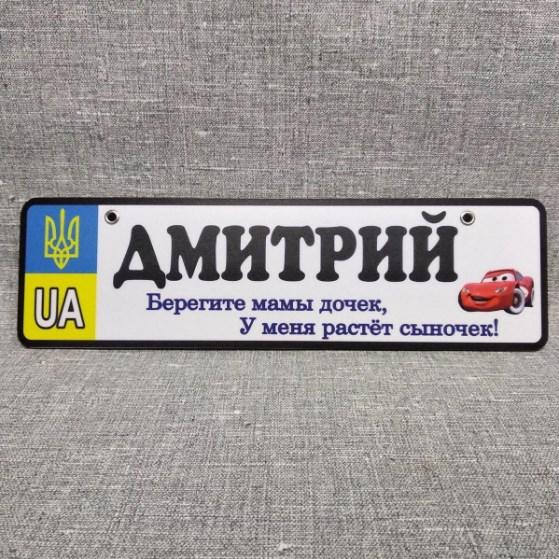 UA
ДМИТРИЙ
Берегите мамы дочек,
У меня растёт сыночек!